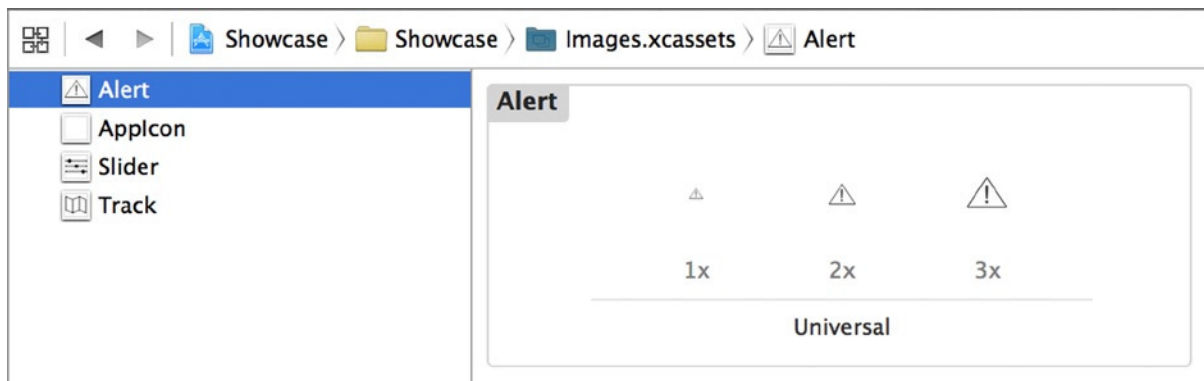 Showcase Showcase Images.xcassets Alert
Alert
AppIcon
Slider
Track
Alert
1x 2x 3x
Universal